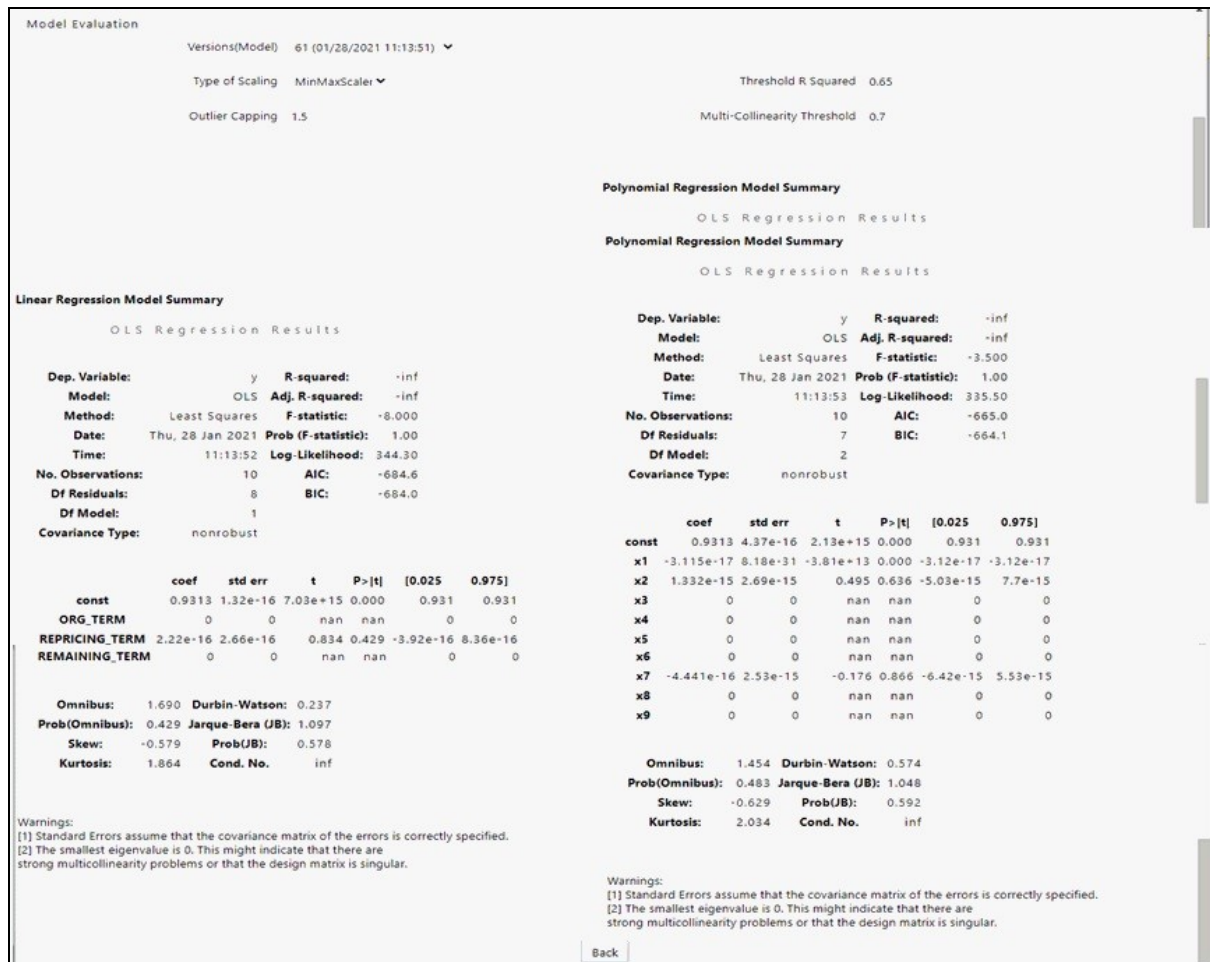 Model Evaluation
Versions(Model) 61 (01/28/2021 11:13:51)
Type of Scaling MinMaxScaler Threshold R Squared 0.65
Outlier Capping 1.5 Multi-Collinearity Threshold 0.7
Linear Regression Model Summary
OLS Regression Results
Dep. Variable: y R-squared: -inf
Model: OLS Adj. R-squared: -inf
Method: Least Squares F-statistic: -8.000
Date: Thu, 28 Jan 2021 Prob (F-statistic): 1.00
Time: 11:13:52 Log-Likelihood: 344.30
No. Observations: 10 AIC: -684.6
Df Residuals: 8 BIC: -684.0
Df Model: 1
Covariance Type: nonrobust
coef std err t P>|t| [0.025 0.975]
const 0.9313 1.32e-16 7.03e+15 0.000 0.931 0.931
ORG_TERM 0 0 nan nan 0 0
REPRICING_TERM 2.22e-16 2.66e-16 0.834 0.429 -3.92e-16 8.36e-16
REMAINING_TERM 0 0 nan nan 0 0
Omnibus: 1.690 Durbin-Watson: 0.237
Prob(Omnibus): 0.429 Jarque-Bera (JB): 1.097
Skew: -0.579 Prob(JB): 0.578
Kurtosis: 1.864 Cond. No. inf
Warnings:
[1] Standard Errors assume that the covariance matrix of the errors is correctly specified.
[2] The smallest eigenvalue is 0. This might indicate that there are
strong multicollinearity problems or that the design matrix is singular.
Polynomial Regression Model Summary
OLS Regression Results
Polynomial Regression Model Summary
OLS Regression Results
Dep. Variable: y R-squared: -inf
Model: OLS Adj. R-squared: -inf
Method: Least Squares F-statistic: -3.500
Date: Thu, 28 Jan 2021 Prob (F-statistic): 1.00
Time: 11:13:53 Log-Likelihood: 335.50
No. Observations: 10 AIC: -665.0
Df Residuals: 7 BIC: -664.1
Df Model: 2
Covariance Type: nonrobust
coef std err t P>|t| [0.025 0.975]
const 0.9313 4.37e-16 2.13e+15 0.000 0.931 0.931
x1 -3.115e-17 8.18e-31 -3.81e+13 0.000 -3.12e-17 -3.12e-17
x2 1.332e-15 2.69e-15 0.495 0.636 -5.03e-15 7.7e-15
x3 0 0 nan nan 0 0
x4 0 0 nan nan 0 0
x5 0 0 nan nan 0 0
x6 0 0 nan nan 0 0
x7 -4.441e-16 2.53e-15 -0.176 0.866 -6.42e-15 5.53e-15
x8 0 0 nan nan 0 0
x9 0 0 nan nan 0 0
Omnibus: 1.454 Durbin-Watson: 0.574
Prob(Omnibus): 0.483 Jarque-Bera (JB): 1.048
Skew: -0.629 Prob(JB): 0.592
Kurtosis: 2.034 Cond. No. inf
Warnings:
[1] Standard Errors assume that the covariance matrix of the errors is correctly specified.
[2] The smallest eigenvalue is 0. This might indicate that there are
strong multicollinearity problems or that the design matrix is singular.
Back